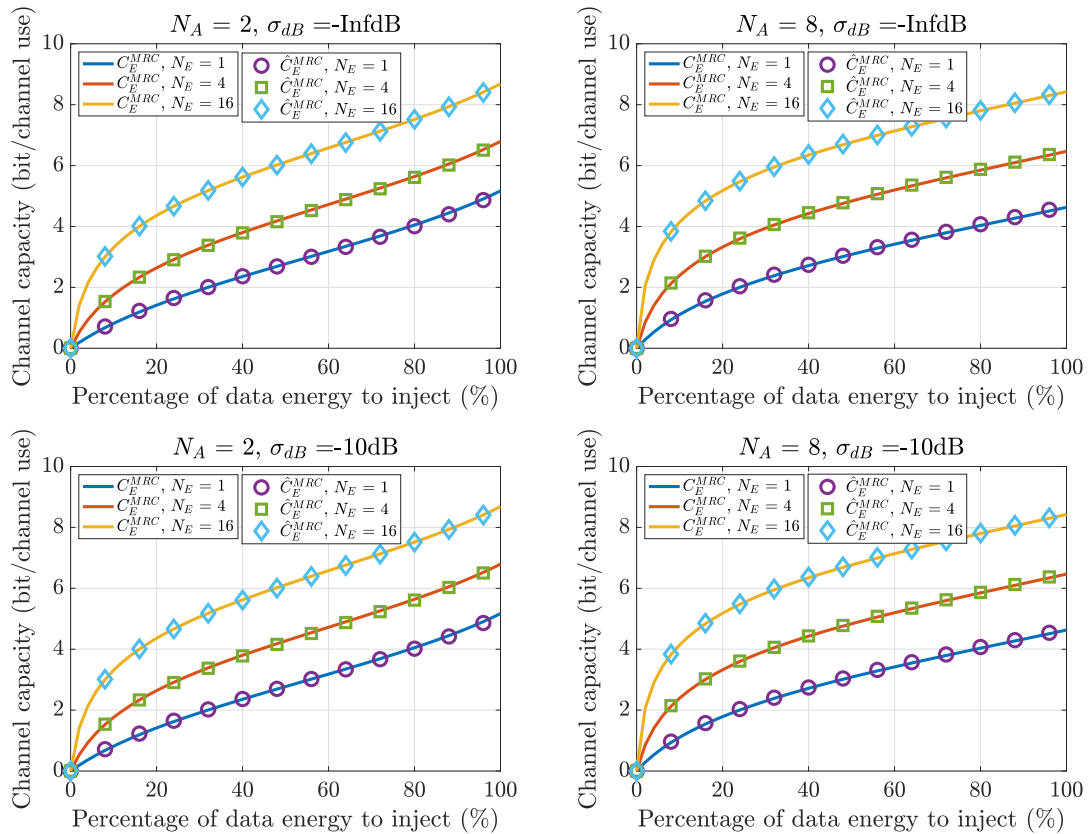 N_A = 2, σ_dB =-InfdB
C_E^MRC, N_E = 1
C_E^MRC, N_E = 4
C_E^MRC, N_E = 16
Ĉ_E^MRC, N_E = 1
Ĉ_E^MRC, N_E = 4
Ĉ_E^MRC, N_E = 16
Channel capacity (bit/channel use)
10
8
6
4
2
0
0 20 40 60 80 100
Percentage of data energy to inject (%)
N_A = 8, σ_dB =-InfdB
C_E^MRC, N_E = 1
C_E^MRC, N_E = 4
C_E^MRC, N_E = 16
Ĉ_E^MRC, N_E = 1
Ĉ_E^MRC, N_E = 4
Ĉ_E^MRC, N_E = 16
Channel capacity (bit/channel use)
10
8
6
4
2
0
0 20 40 60 80 100
Percentage of data energy to inject (%)
N_A = 2, σ_dB =-10dB
C_E^MRC, N_E = 1
C_E^MRC, N_E = 4
C_E^MRC, N_E = 16
Ĉ_E^MRC, N_E = 1
Ĉ_E^MRC, N_E = 4
Ĉ_E^MRC, N_E = 16
Channel capacity (bit/channel use)
10
8
6
4
2
0
0 20 40 60 80 100
Percentage of data energy to inject (%)
N_A = 8, σ_dB =-10dB
C_E^MRC, N_E = 1
C_E^MRC, N_E = 4
C_E^MRC, N_E = 16
Ĉ_E^MRC, N_E = 1
Ĉ_E^MRC, N_E = 4
Ĉ_E^MRC, N_E = 16
Channel capacity (bit/channel use)
10
8
6
4
2
0
0 20 40 60 80 100
Percentage of data energy to inject (%)